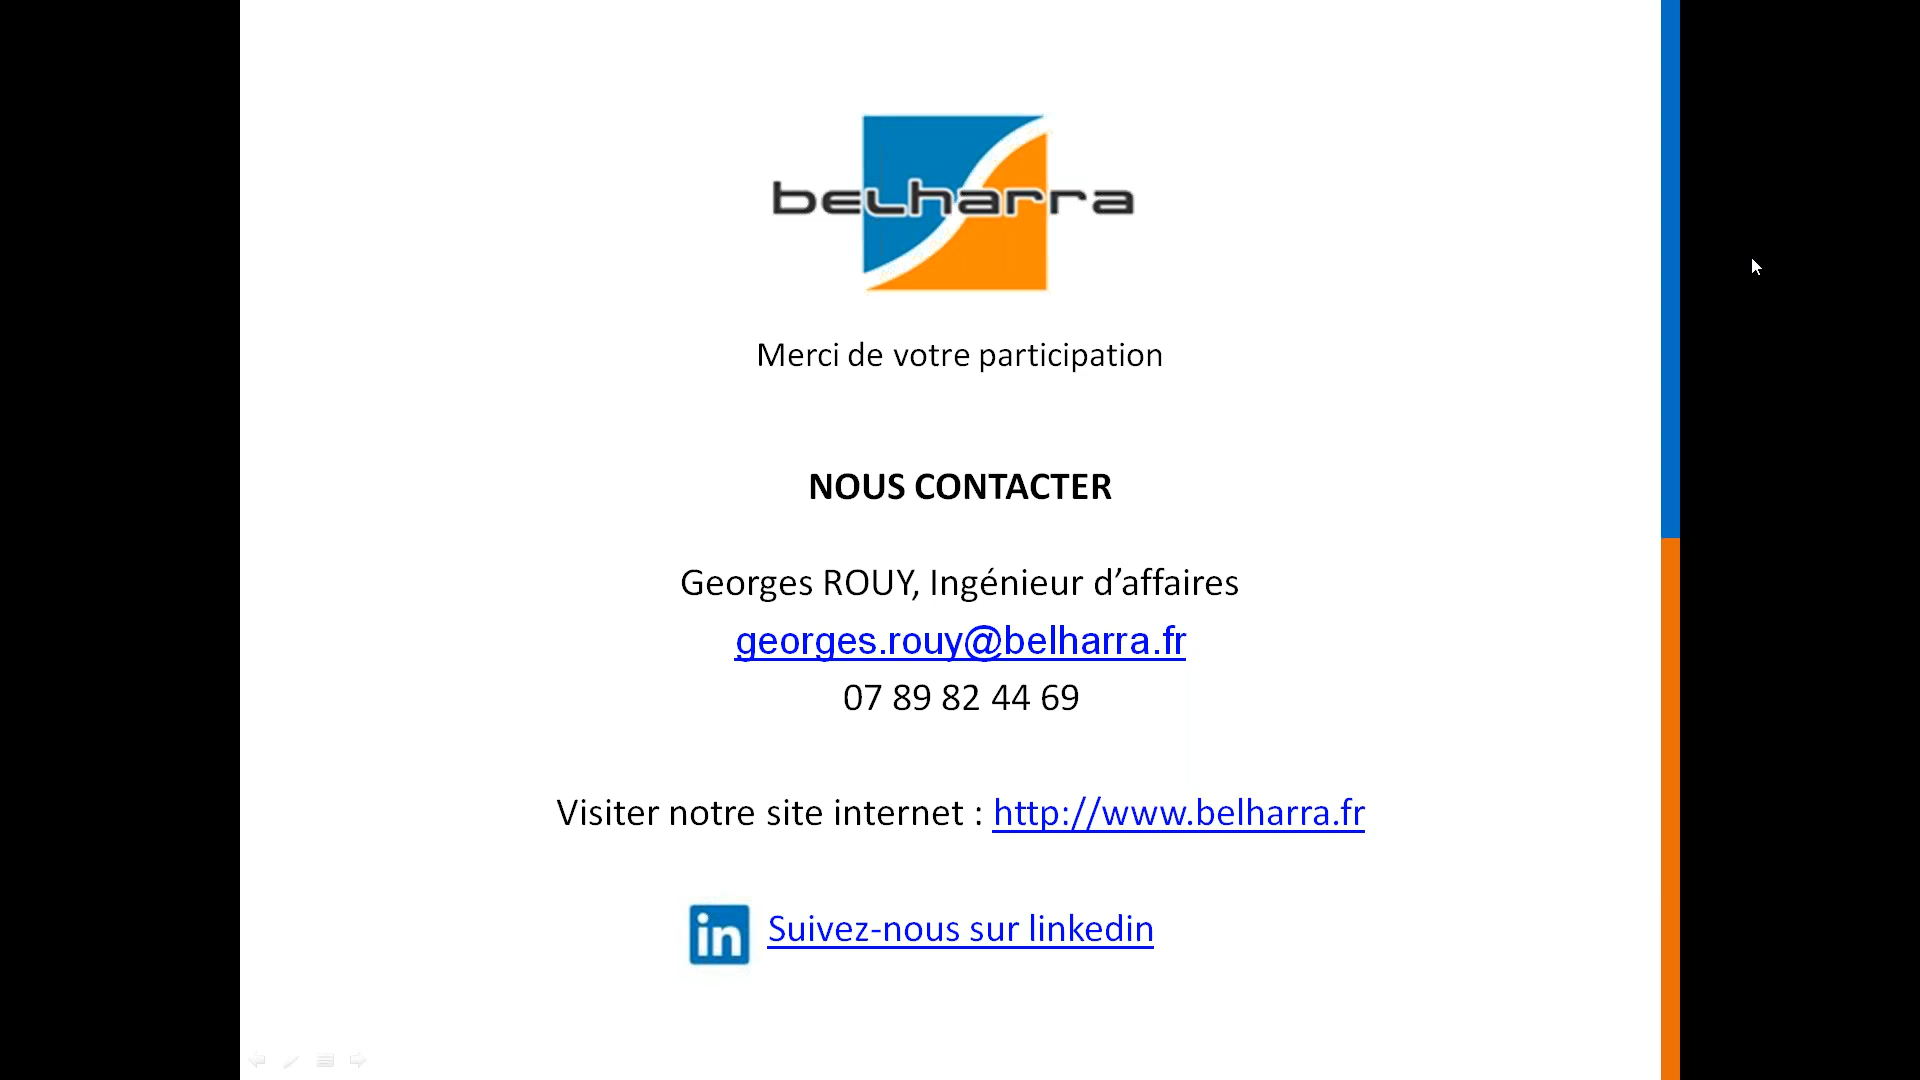 belharra
Merci de votre participation
NOUS CONTACTER
Georges ROUY, Ingénieur d’affaires
georges.rouy@belharra.fr
07 89 82 44 69
Visiter notre site internet : http://www.belharra.fr
in Suivez-nous sur linkedin